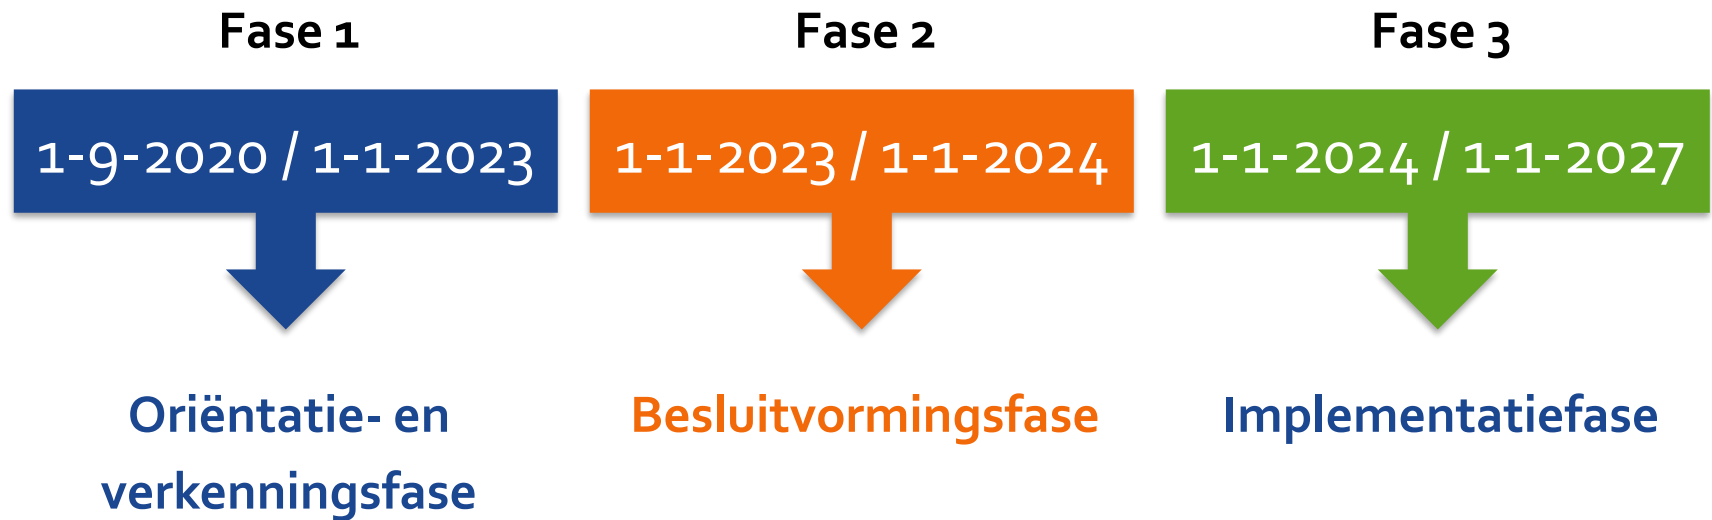 Fase 1
Fase 2
Fase 3
1-9-2020 / 1-1-2023
1-1-2023 / 1-1-2024
1-1-2024 / 1-1-2027
Oriëntatie- en
verkenningsfase
Besluitvormingsfase
Implementatiefase